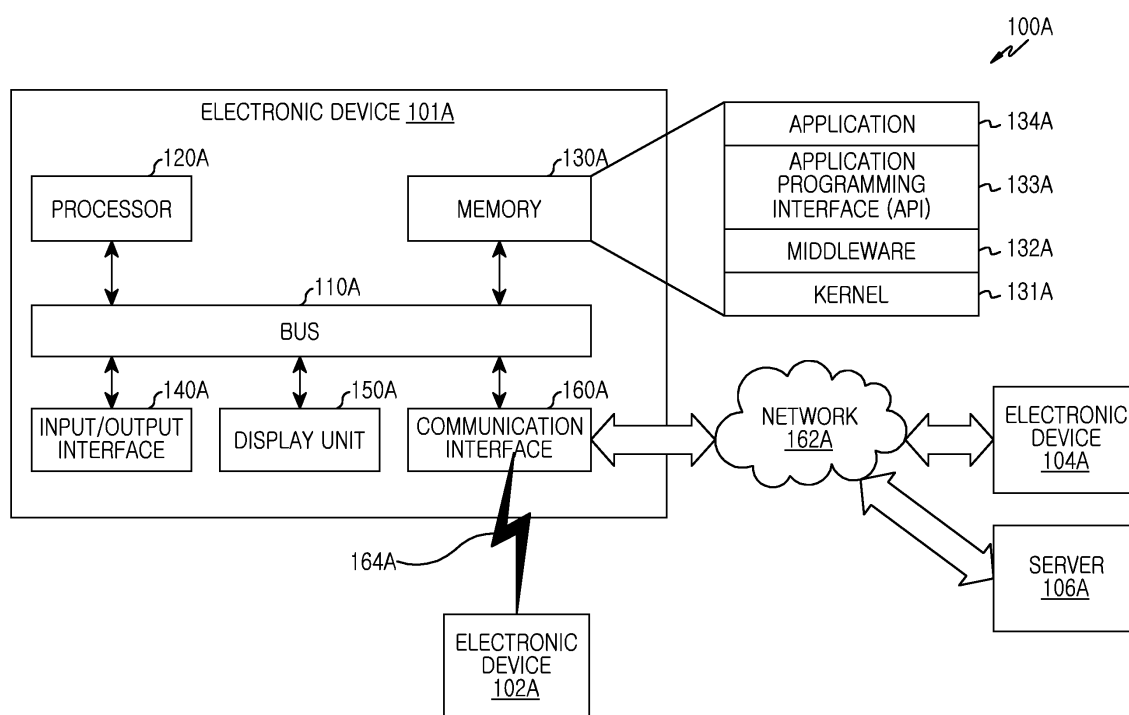 100A
ELECTRONIC DEVICE 101A
120A
PROCESSOR
130A
MEMORY
APPLICATION
134A
APPLICATION
PROGRAMMING
INTERFACE (API)
133A
MIDDLEWARE
132A
KERNEL
131A
110A
BUS
140A
INPUT/OUTPUT
INTERFACE
150A
DISPLAY UNIT
160A
COMMUNICATION
INTERFACE
NETWORK
162A
ELECTRONIC
DEVICE
104A
164A
SERVER
106A
ELECTRONIC
DEVICE
102A